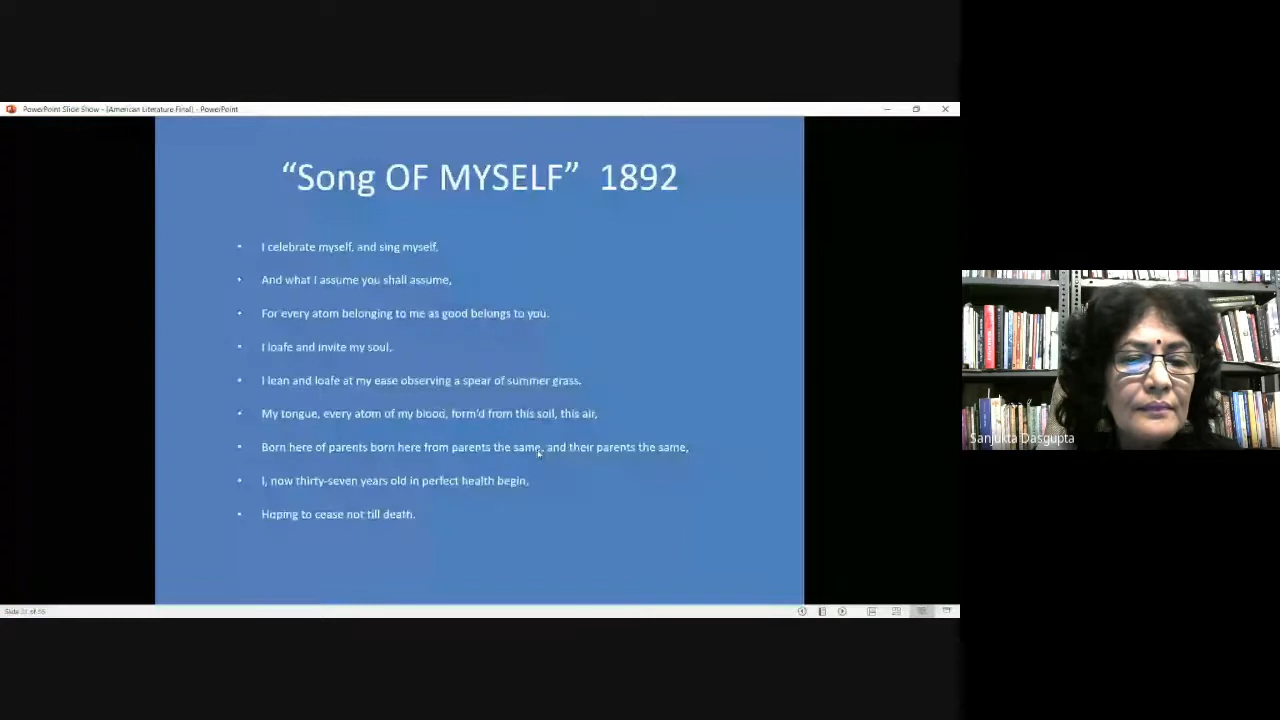 PowerPoint Slide Show - [American Literature Final] - PowerPoint
“Song OF MYSELF” 1892
• I celebrate myself, and sing myself,
• And what I assume you shall assume,
• For every atom belonging to me as good belongs to you.
• I loafe and invite my soul,
• I lean and loafe at my ease observing a spear of summer grass.
• My tongue, every atom of my blood, form’d from this soil, this air,
• Born here of parents born here from parents the same, and their parents the same,
• I, now thirty-seven years old in perfect health begin,
• Hoping to cease not till death.
Sanjukta Dasgupta
Slide of